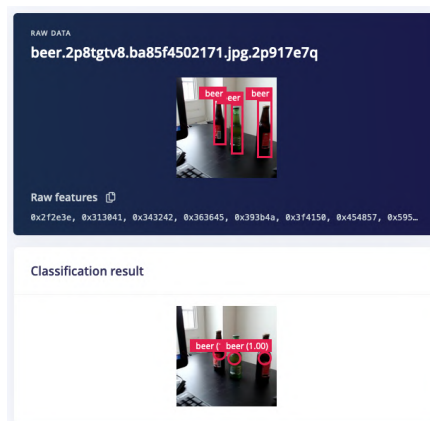 RAW DATA
beer.2p8tgtv8.ba85f4502171.jpg.2p917e7q
beer
eer
beer
Raw features
0x2f2e3e, 0x313041, 0x343242, 0x363645, 0x393b4a, 0x3f4150, 0x454857, 0x595…
Classification result
beer (
beer (1.00)